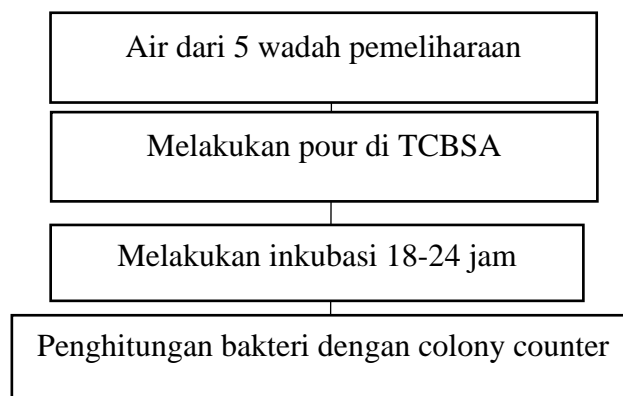 Air dari 5 wadah pemeliharaan
Melakukan pour di TCBSA
Melakukan inkubasi 18-24 jam
Penghitungan bakteri dengan colony counter